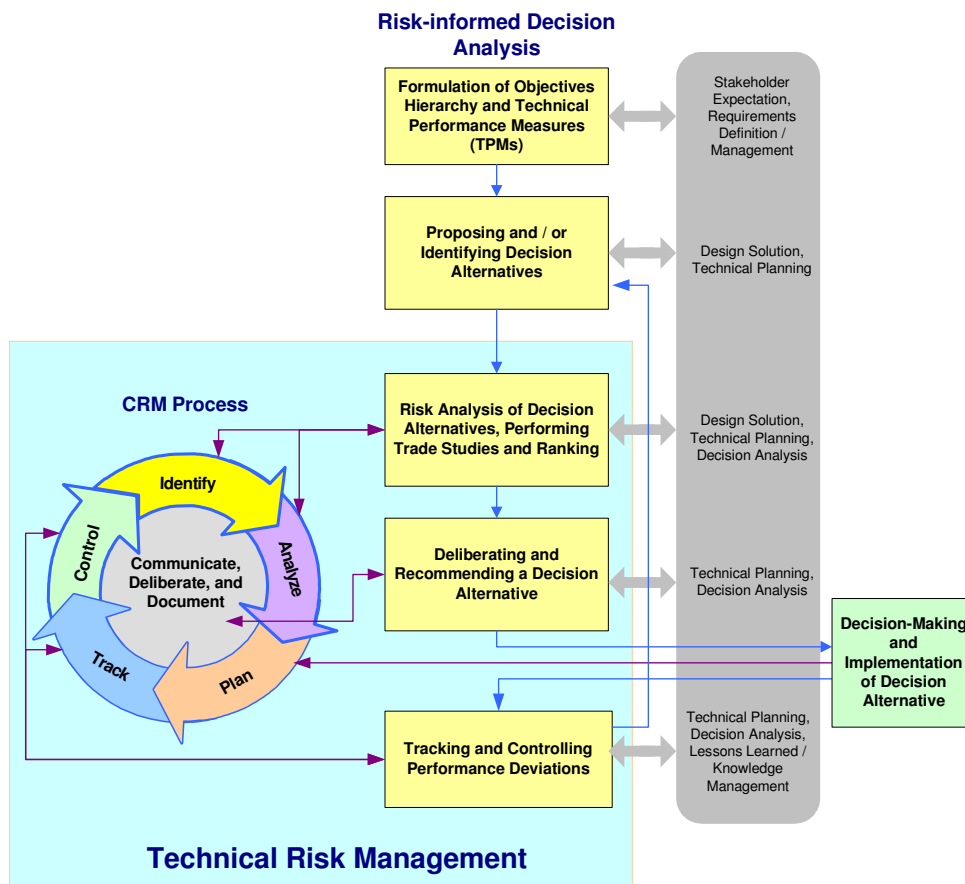 Risk-informed Decision
Analysis
Formulation of Objectives
Hierarchy and Technical
Performance Measures
(TPMs)
Stakeholder
Expectation,
Requirements
Definition /
Management
Proposing and / or
Identifying Decision
Alternatives
Design Solution,
Technical Planning
CRM Process
Risk Analysis of Decision
Alternatives, Performing
Trade Studies and Ranking
Design Solution,
Technical Planning,
Decision Analysis
Identify
Analyze
Plan
Track
Control
Communicate,
Deliberate, and
Document
Deliberating and
Recommending a Decision
Alternative
Technical Planning,
Decision Analysis
Decision-Making
and
Implementation
of Decision
Alternative
Tracking and Controlling
Performance Deviations
Technical Planning,
Decision Analysis,
Lessons Learned /
Knowledge
Management
Technical Risk Management